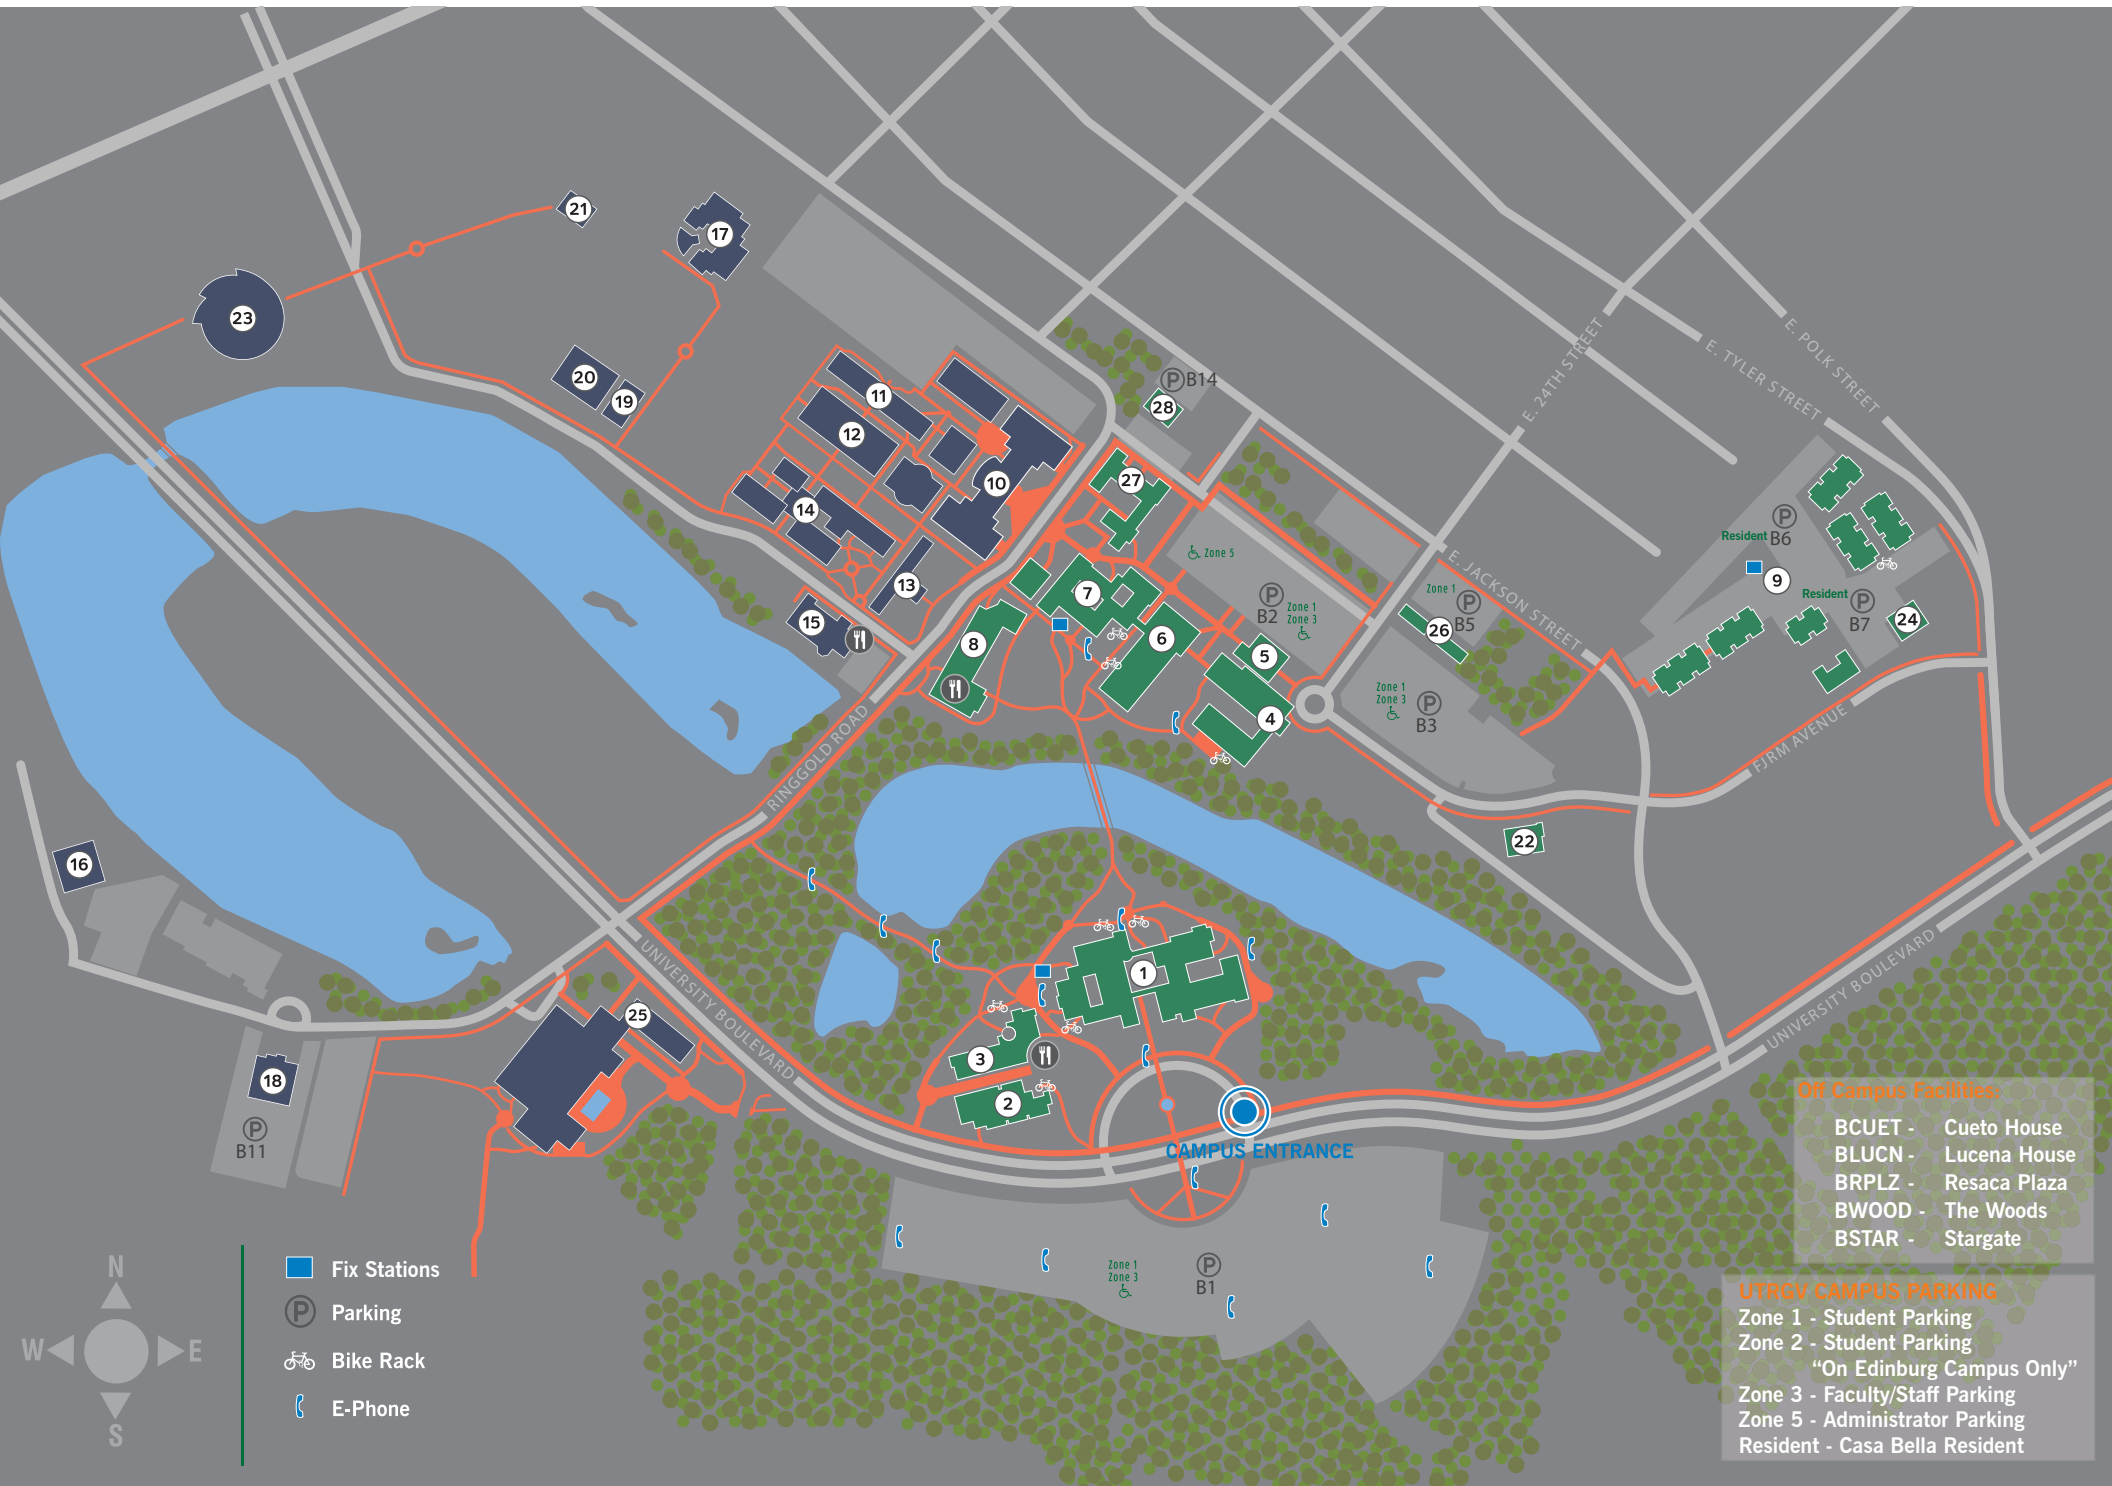 21
17
23
20
19
11
12
10
14
13
15
B14
28
27
E. 24TH STREET
E. TYLER STREET
E. POLK STREET
Zone 5
P
B2
Zone 1
Zone 3
E. JACKSON STREET
Zone 1
P
B5
26
Resident
P
B6
9
Resident
P
B7
24
7
8
6
5
4
Zone 1
Zone 3
P
B3
FJRM AVENUE
RINGGOLD ROAD
22
16
UNIVERSITY BOULEVARD
UNIVERSITY BOULEVARD
25
1
3
2
18
P
B11
CAMPUS ENTRANCE
Zone 1
Zone 3
P
B1
N
W
E
S
Fix Stations
P Parking
Bike Rack
E-Phone
Off Campus Facilities:
BCUET - Cueto House
BLUCN - Lucena House
BRPLZ - Resaca Plaza
BWOOD - The Woods
BSTAR - Stargate
UTRGV CAMPUS PARKING
Zone 1 - Student Parking
Zone 2 - Student Parking
“On Edinburg Campus Only”
Zone 3 - Faculty/Staff Parking
Zone 5 - Administrator Parking
Resident - Casa Bella Resident